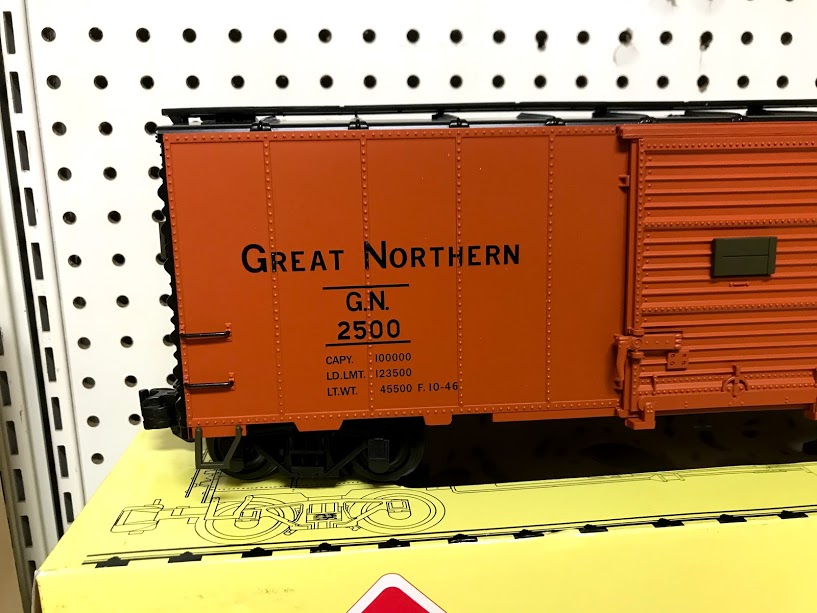 GREAT NORTHERN
G.N.
2500
CAPY. 100000
LD.LMT. 123500
LT.WT. 45500 F. 10-46